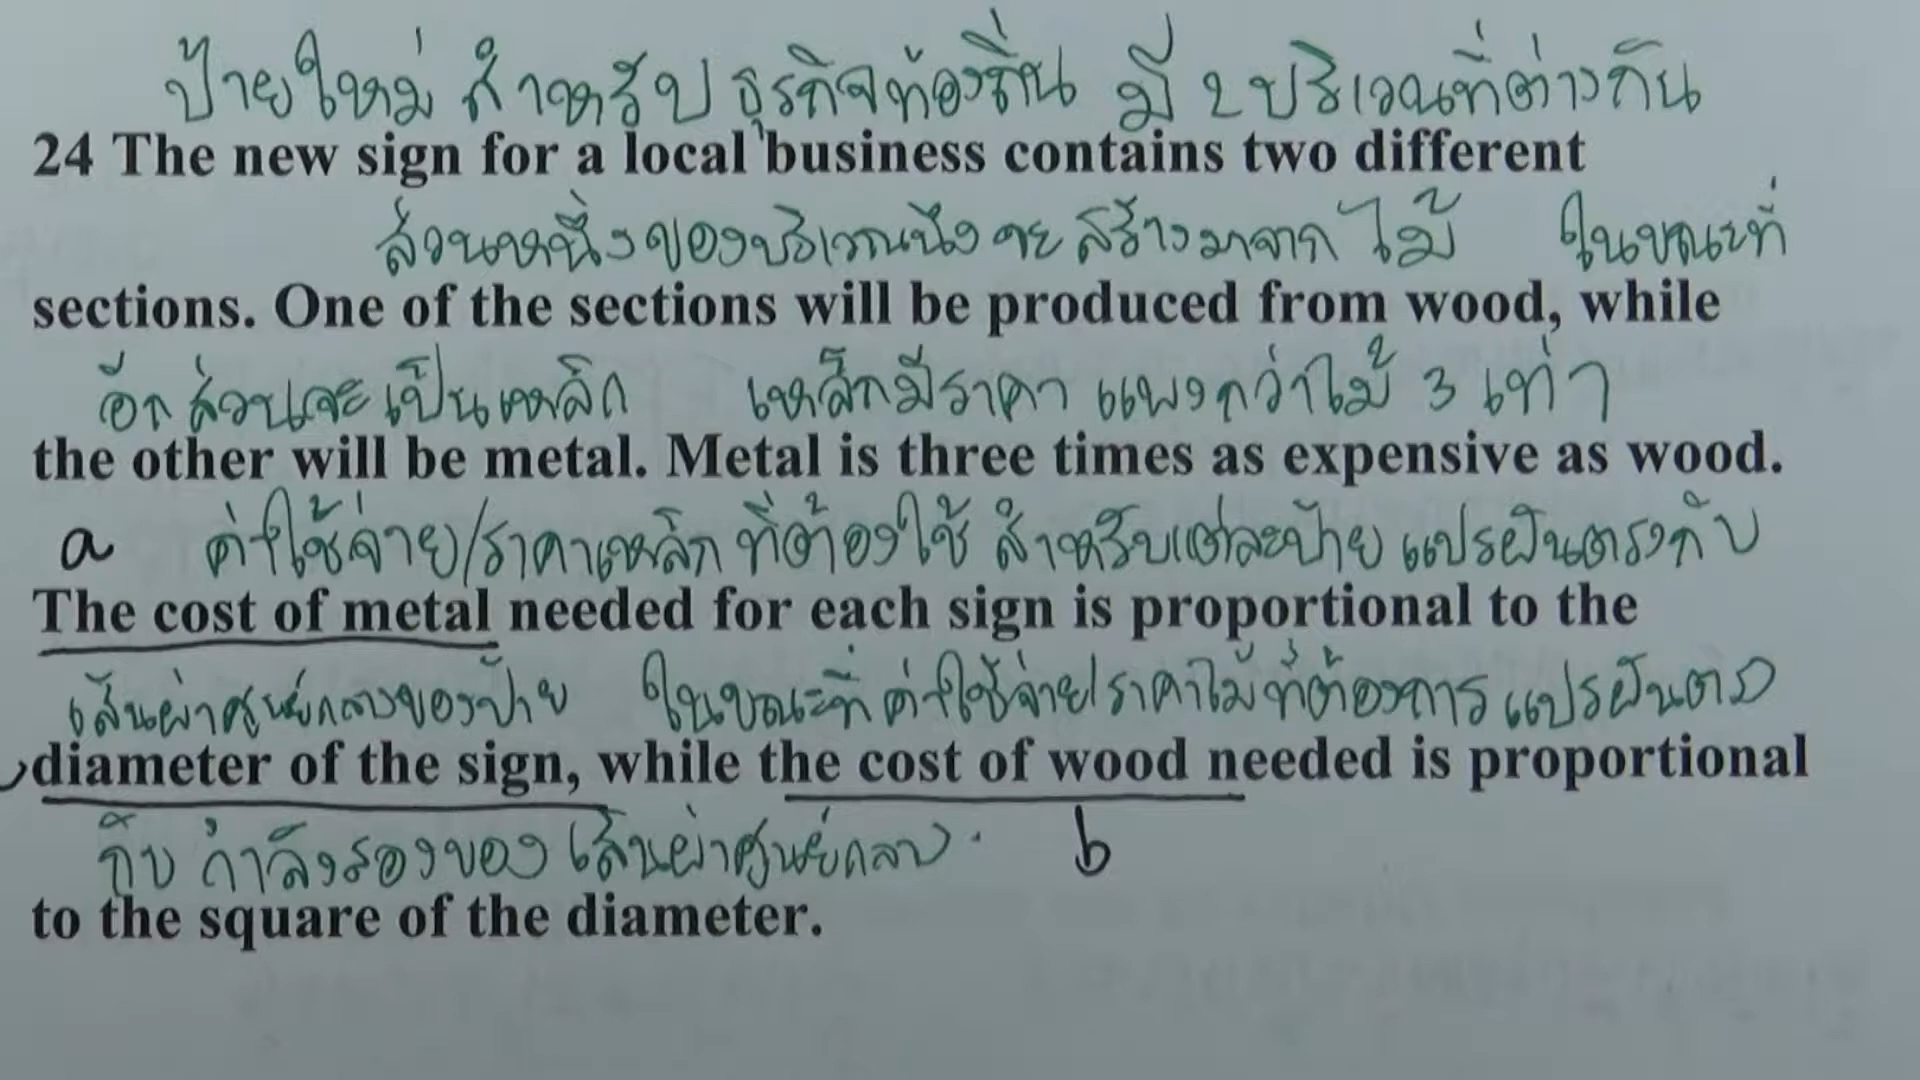 ป้ายใหม่ สำหรับ ธุรกิจท้องถิ่น มี 2 บริเวณที่ต่างกัน
24 The new sign for a local business contains two different
ส่วนหนึ่งของบริเวณนึง จะ สร้างมาจาก ไม้ ในขณะที่
sections. One of the sections will be produced from wood, while
อีก ส่วนจะ เป็นเหล็ก เหล็กมีราคา แพงกว่าไม้ 3 เท่า
the other will be metal. Metal is three times as expensive as wood.
a ค่าใช้จ่าย/ราคาเหล็ก ที่ต้องใช้ สำหรับแต่ละป้าย แปรผันตรงกับ
The cost of metal needed for each sign is proportional to the
เส้นผ่าศูนย์กลางของป้าย ในขณะที่ ค่าใช้จ่าย/ราคาไม้ ที่ต้องการ แปรผันตรง
diameter of the sign, while the cost of wood needed is proportional
กับ กำลังสองของ เส้นผ่าศูนย์กลาง. b
to the square of the diameter.